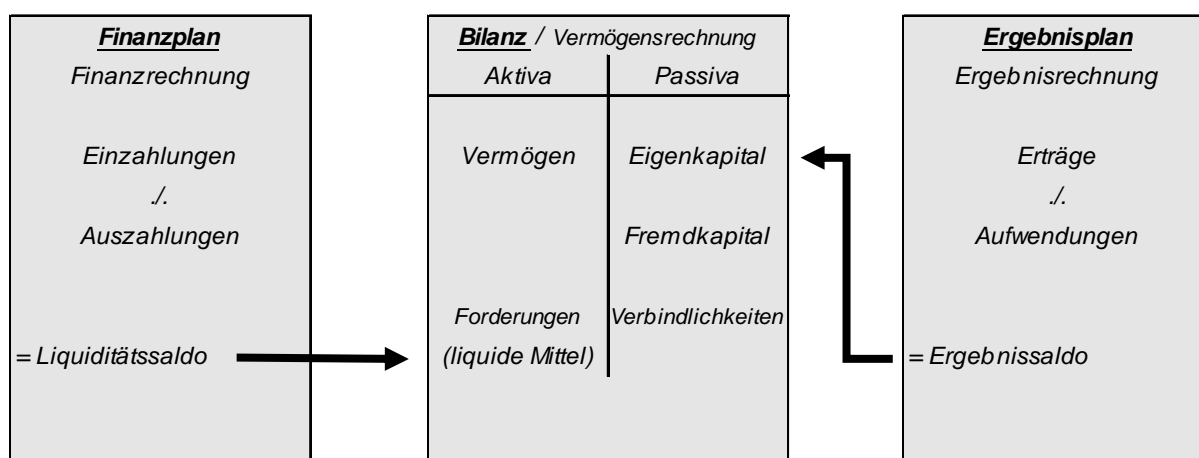 Finanzplan
Finanzrechnung
Einzahlungen
./.
Auszahlungen
= Liquiditätssaldo
Bilanz / Vermögensrechnung
Aktiva Passiva
Vermögen Eigenkapital
Fremdkapital
Forderungen Verbindlichkeiten
(liquide Mittel)
Ergebnisplan
Ergebnisrechnung
Erträge
./.
Aufwendungen
= Ergebnissaldo